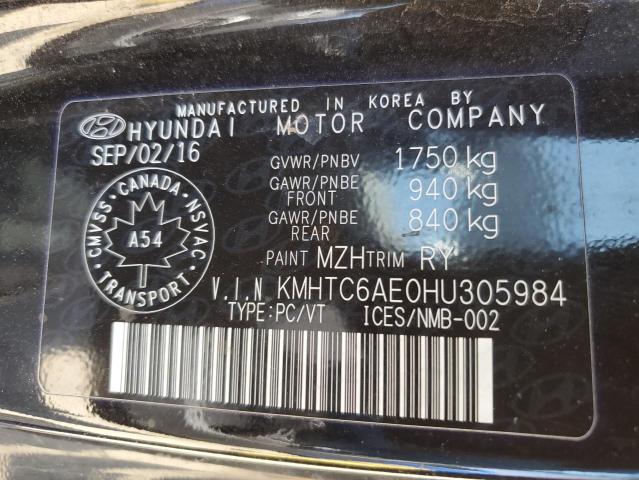 MANUFACTURED IN KOREA BY
HYUNDAI MOTOR COMPANY
SEP/02/16
GVWR/PNBV 1750 kg
GAWR/PNBE FRONT 940 kg
GAWR/PNBE REAR 840 kg
CMVSS · CANADA · NSVAC
A54
TRANSPORT
PAINT MZH TRIM RY
V.I.N KMHTC6AE0HU305984
TYPE:PC/VT ICES/NMB-002